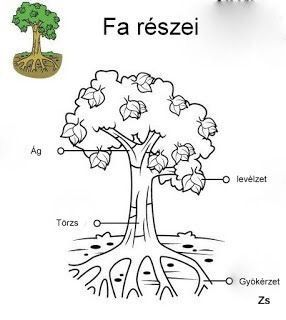 Fa részei
Ág
levélzet
Törzs
Gyökérzet
Zs